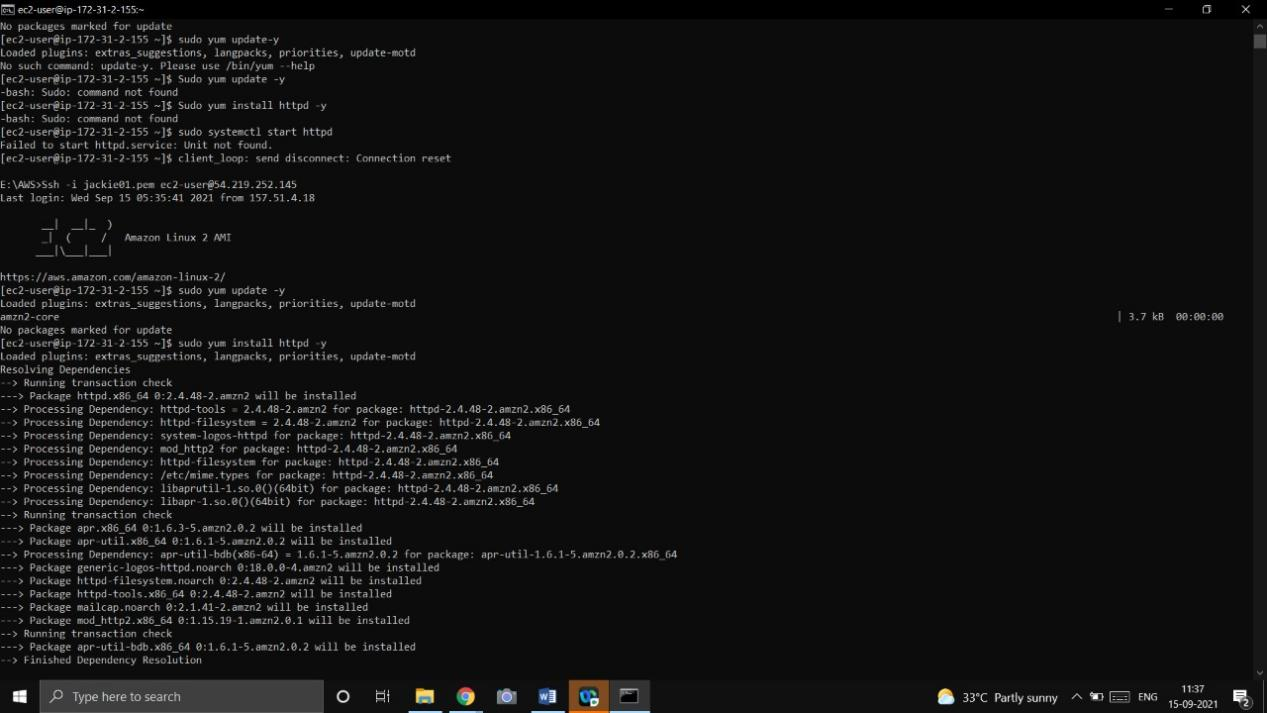 ec2-user@ip-172-31-2-155:~
No packages marked for update
[ec2-user@ip-172-31-2-155 ~]$ sudo yum update-y
Loaded plugins: extras_suggestions, langpacks, priorities, update-motd
No such command: update-y. Please use /bin/yum --help
[ec2-user@ip-172-31-2-155 ~]$ Sudo yum update -y
-bash: Sudo: command not found
[ec2-user@ip-172-31-2-155 ~]$ Sudo yum install httpd -y
-bash: Sudo: command not found
[ec2-user@ip-172-31-2-155 ~]$ sudo systemctl start httpd
Failed to start httpd.service: Unit not found.
[ec2-user@ip-172-31-2-155 ~]$ client_loop: send disconnect: Connection reset
E:\AWS>Ssh -i jackie01.pem ec2-user@54.219.252.145
Last login: Wed Sep 15 05:35:41 2021 from 157.51.4.18
__|  __|_  )
_|  (     /   Amazon Linux 2 AMI
___|\___|___|
https://aws.amazon.com/amazon-linux-2/
[ec2-user@ip-172-31-2-155 ~]$ sudo yum update -y
Loaded plugins: extras_suggestions, langpacks, priorities, update-motd
amzn2-core | 3.7 kB 00:00:00
No packages marked for update
[ec2-user@ip-172-31-2-155 ~]$ sudo yum install httpd -y
Loaded plugins: extras_suggestions, langpacks, priorities, update-motd
Resolving Dependencies
--> Running transaction check
---> Package httpd.x86_64 0:2.4.48-2.amzn2 will be installed
--> Processing Dependency: httpd-tools = 2.4.48-2.amzn2 for package: httpd-2.4.48-2.amzn2.x86_64
--> Processing Dependency: httpd-filesystem = 2.4.48-2.amzn2 for package: httpd-2.4.48-2.amzn2.x86_64
--> Processing Dependency: system-logos-httpd for package: httpd-2.4.48-2.amzn2.x86_64
--> Processing Dependency: mod_http2 for package: httpd-2.4.48-2.amzn2.x86_64
--> Processing Dependency: httpd-filesystem for package: httpd-2.4.48-2.amzn2.x86_64
--> Processing Dependency: /etc/mime.types for package: httpd-2.4.48-2.amzn2.x86_64
--> Processing Dependency: libaprutil-1.so.0()(64bit) for package: httpd-2.4.48-2.amzn2.x86_64
--> Processing Dependency: libapr-1.so.0()(64bit) for package: httpd-2.4.48-2.amzn2.x86_64
--> Running transaction check
---> Package apr.x86_64 0:1.6.3-5.amzn2.0.2 will be installed
---> Package apr-util.x86_64 0:1.6.1-5.amzn2.0.2 will be installed
--> Processing Dependency: apr-util-bdb(x86-64) = 1.6.1-5.amzn2.0.2 for package: apr-util-1.6.1-5.amzn2.0.2.x86_64
---> Package generic-logos-httpd.noarch 0:18.0.0-4.amzn2 will be installed
---> Package httpd-filesystem.noarch 0:2.4.48-2.amzn2 will be installed
---> Package httpd-tools.x86_64 0:2.4.48-2.amzn2 will be installed
---> Package mailcap.noarch 0:2.1.41-2.amzn2 will be installed
---> Package mod_http2.x86_64 0:1.15.19-1.amzn2.0.1 will be installed
--> Running transaction check
---> Package apr-util-bdb.x86_64 0:1.6.1-5.amzn2.0.2 will be installed
--> Finished Dependency Resolution
Type here to search
33°C Partly sunny
ENG
11:37
15-09-2021
2